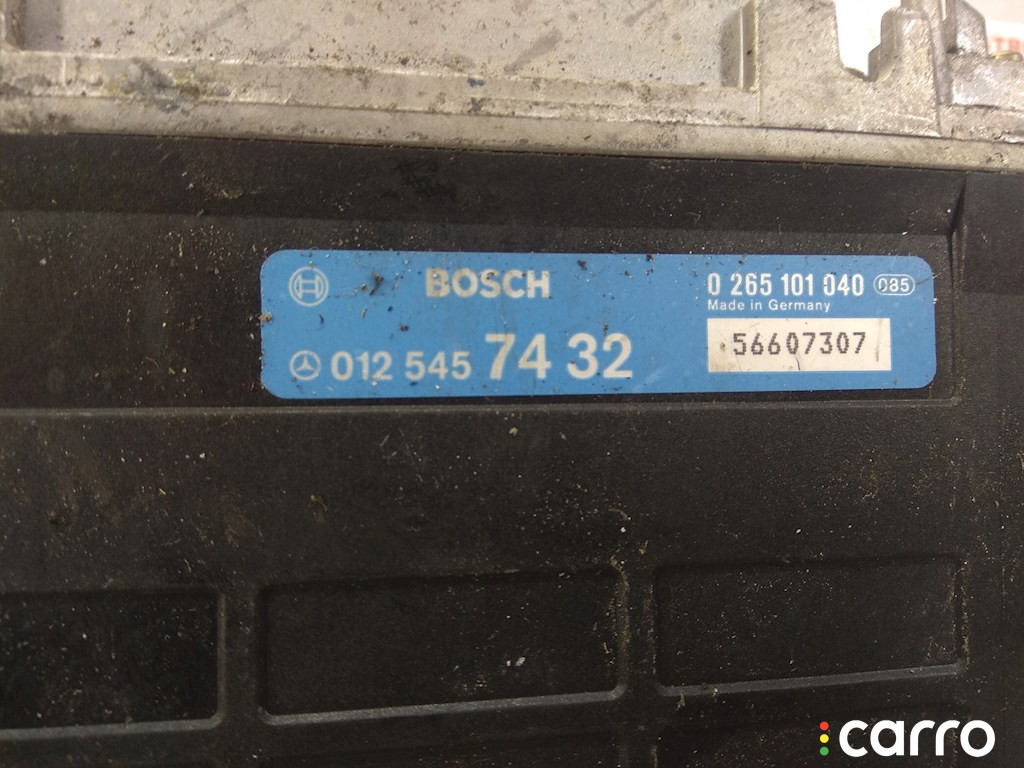 BOSCH
0 265 101 040 085
Made in Germany
012 545 74 32
56607307
carro